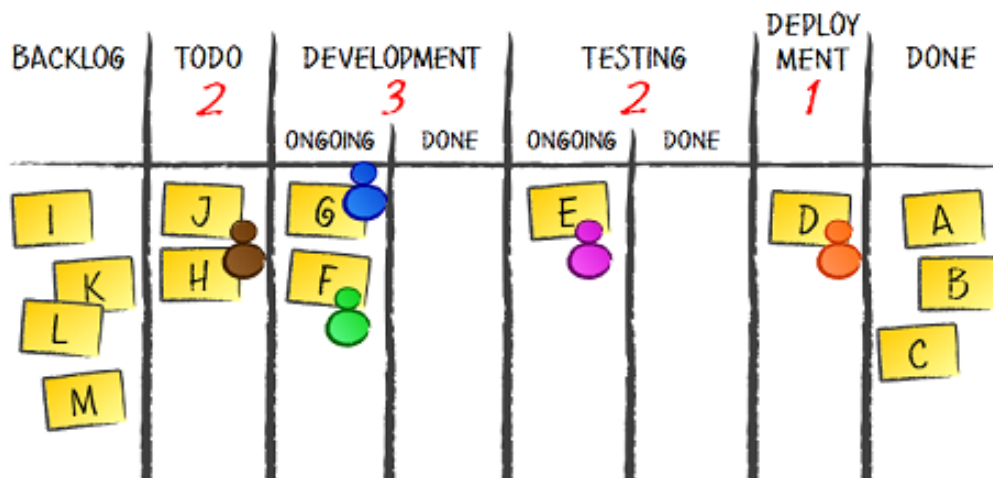 BACKLOG
TODO
2
DEVELOPMENT
3
TESTING
2
DEPLOY
MENT
1
DONE
ONGOING
DONE
ONGOING
DONE
I
K
L
M
J
H
G
F
E
D
A
B
C